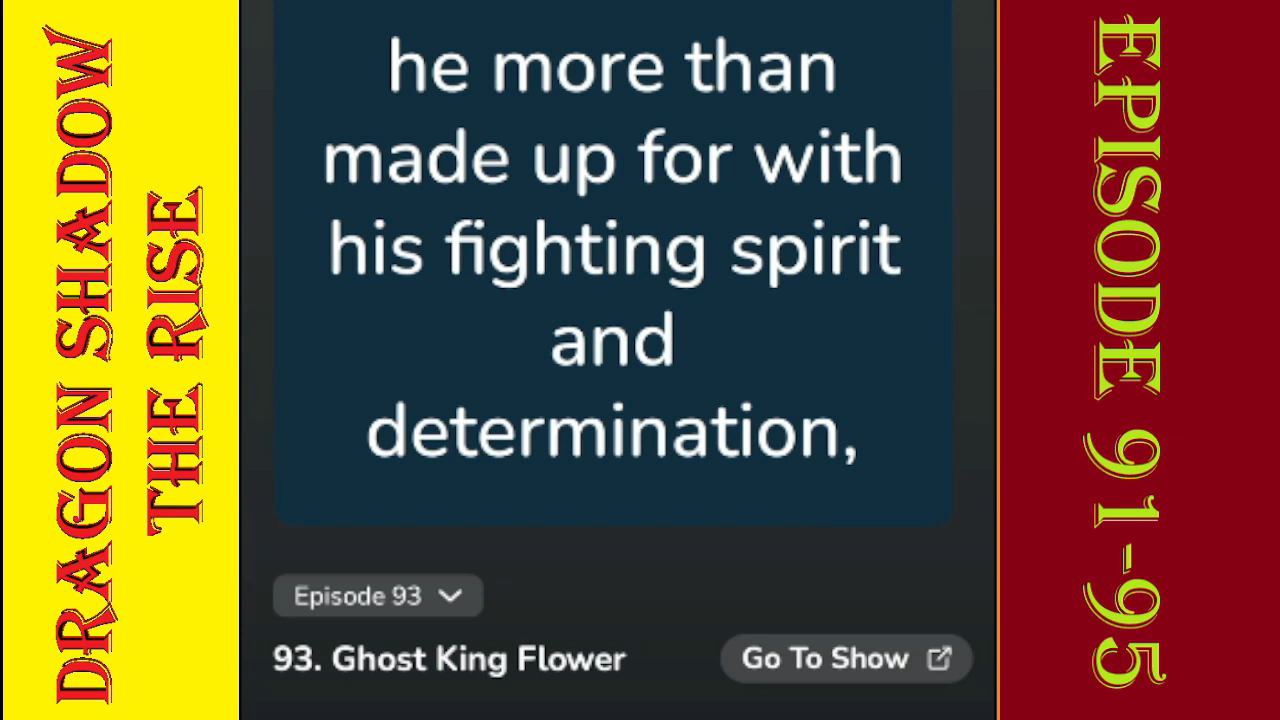 DRAGON SHADOW
THE RISE
he more than
made up for with
his fighting spirit
and
determination,
Episode 93
93. Ghost King Flower
Go To Show
EPISODE 91-95